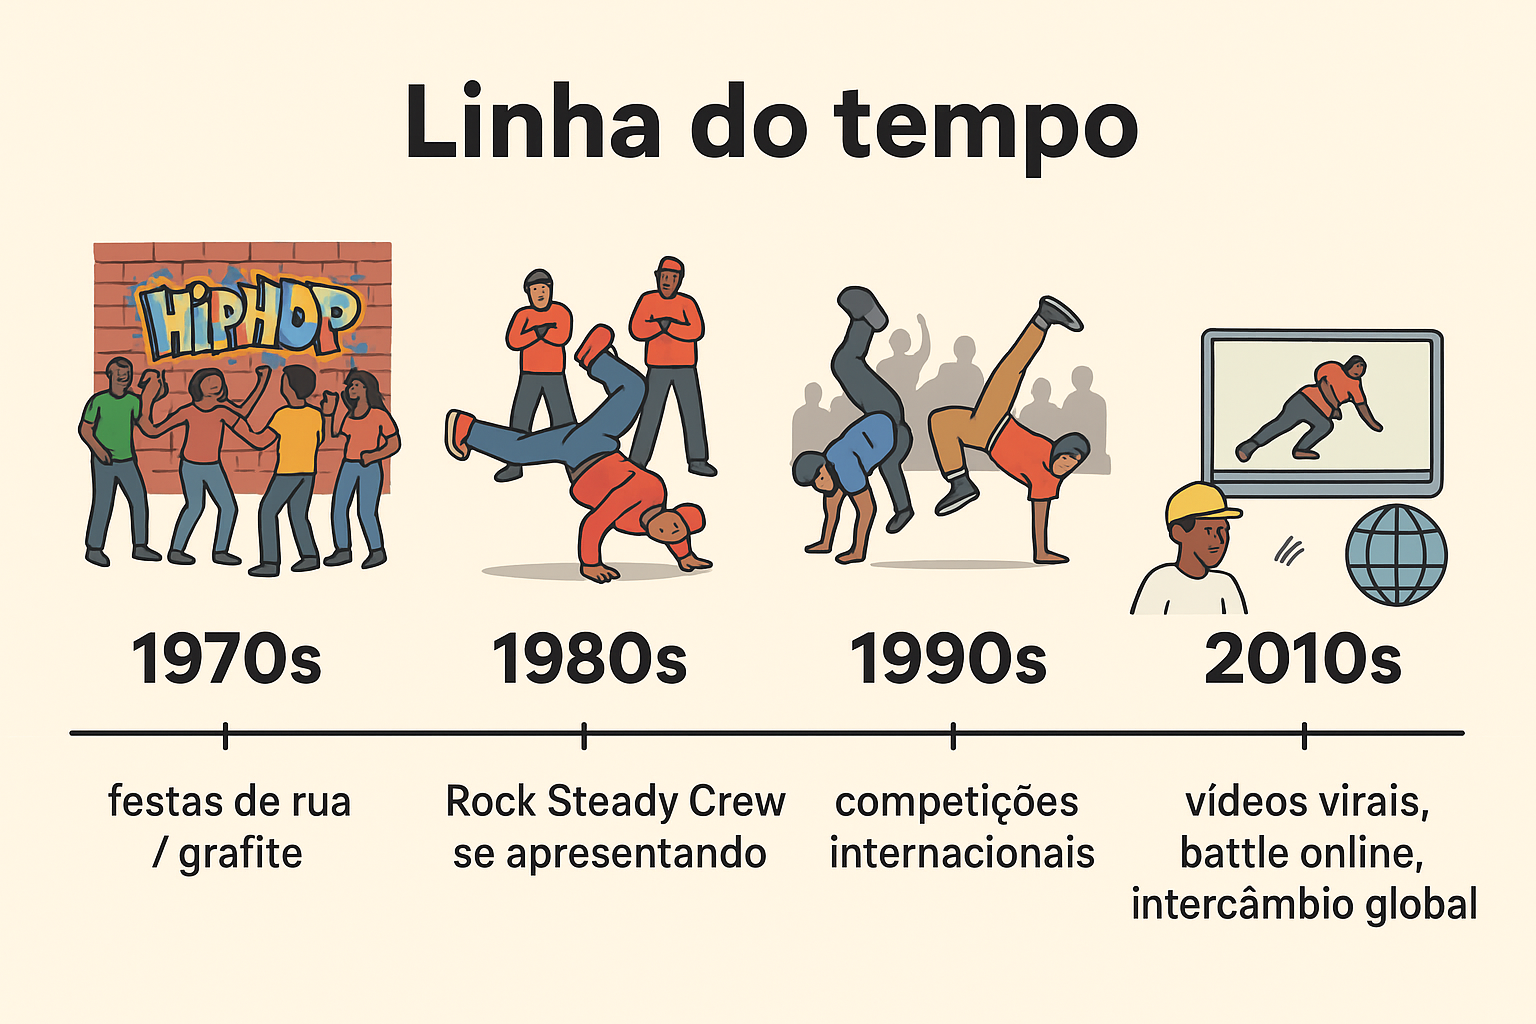 Linha do tempo
HiPHOP
1970s
1980s
1990s
2010s
festas de rua
/ grafite
Rock Steady Crew
se apresentando
competições
internacionais
vídeos virais,
battle online,
intercâmbio global